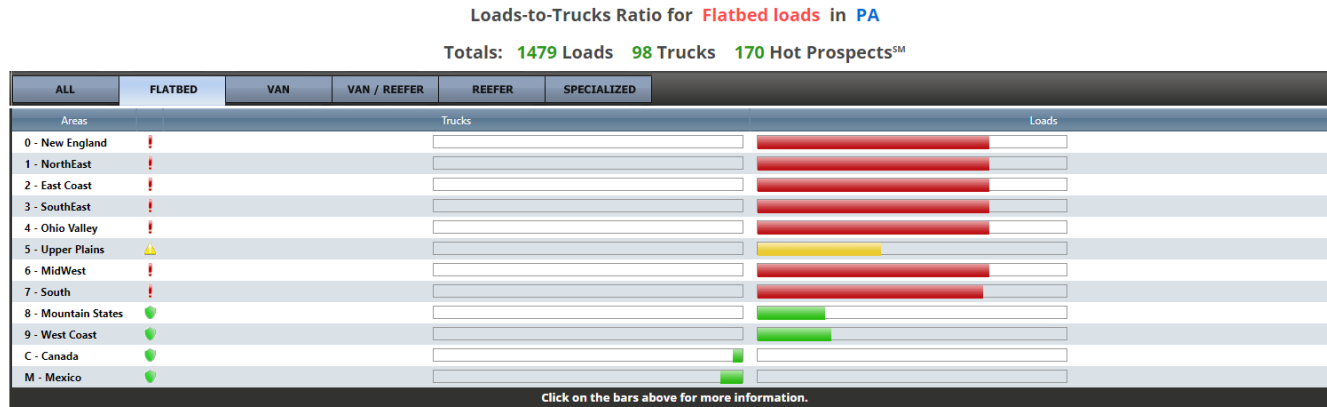 Loads-to-Trucks Ratio for Flatbed loads in PA
Totals: 1479 Loads 98 Trucks 170 Hot Prospects℠
ALL FLATBED VAN VAN / REEFER REEFER SPECIALIZED
Areas Trucks Loads
0 - New England
1 - NorthEast
2 - East Coast
3 - SouthEast
4 - Ohio Valley
5 - Upper Plains
6 - MidWest
7 - South
8 - Mountain States
9 - West Coast
C - Canada
M - Mexico
Click on the bars above for more information.